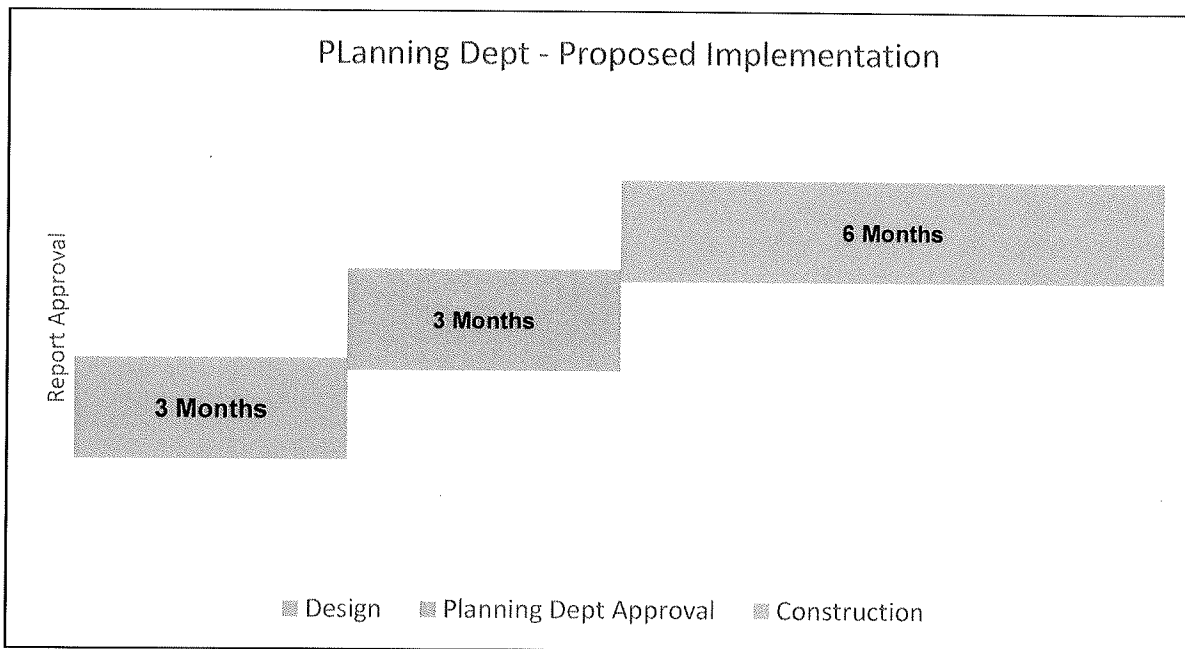 PLanning Dept - Proposed Implementation
6 Months
3 Months
3 Months
Report Approval
Design Planning Dept Approval Construction